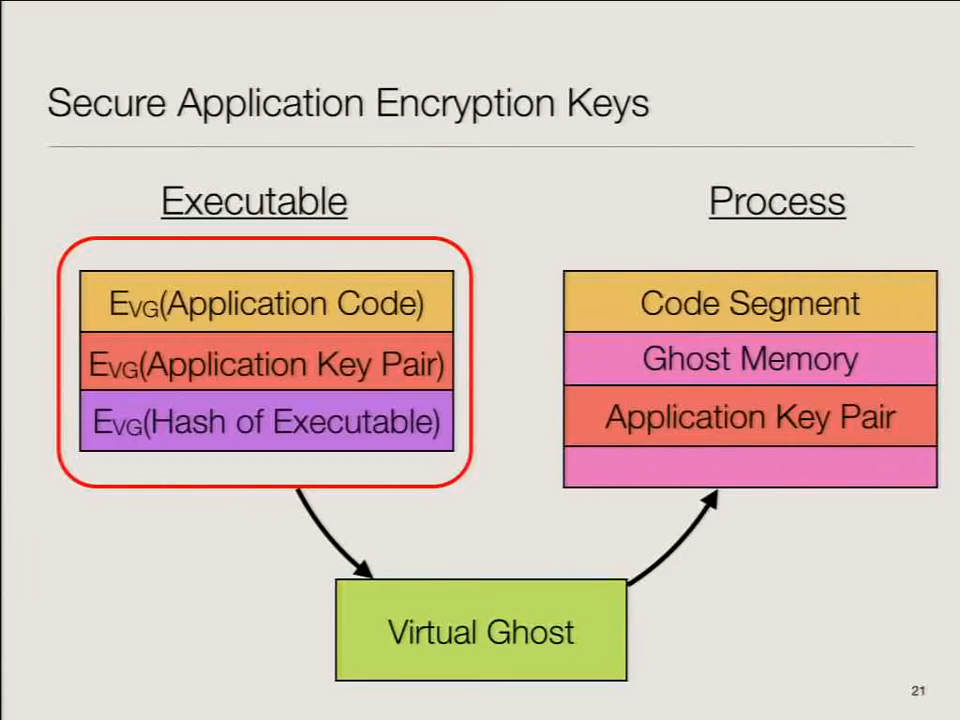 Secure Application Encryption Keys
Executable
Process
EVG(Application Code)
EVG(Application Key Pair)
EVG(Hash of Executable)
Code Segment
Ghost Memory
Application Key Pair
Virtual Ghost
21